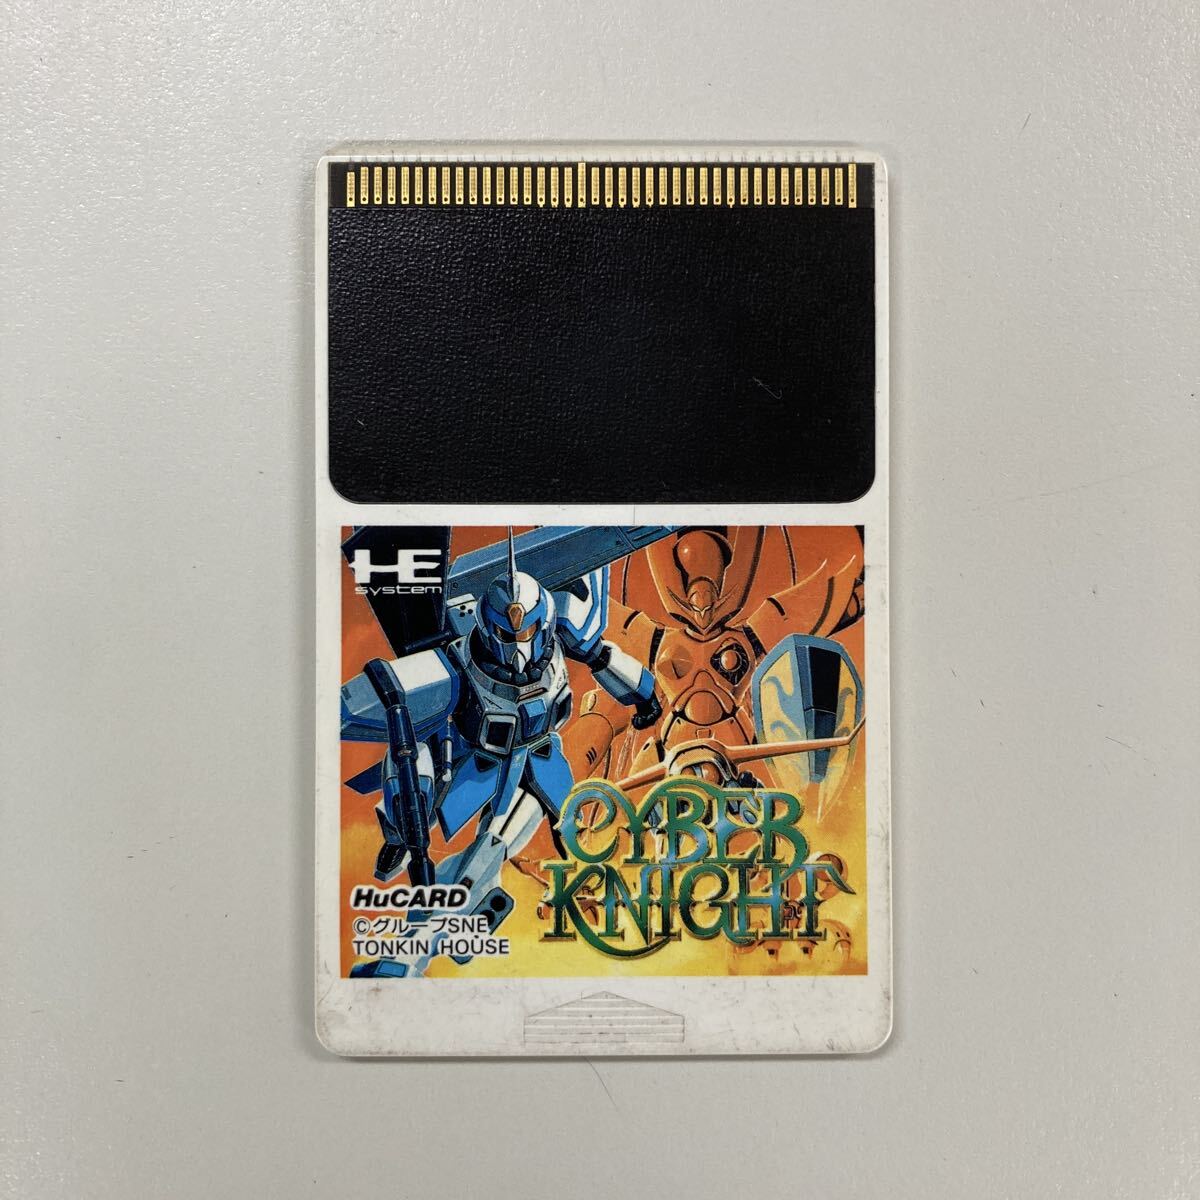 HE
system
CYBER
KNIGHT
HuCARD
©グループSNE
TONKIN HOUSE